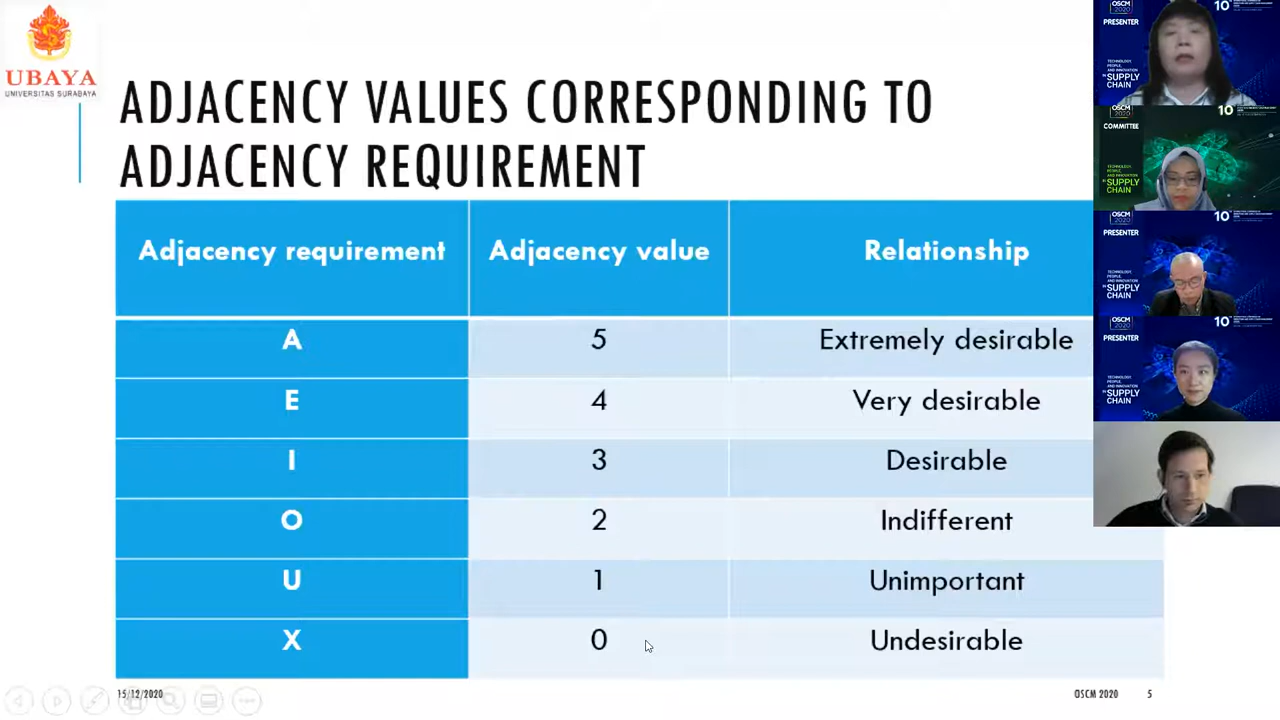 UBAYA
UNIVERSITAS SURABAYA
ADJACENCY VALUES CORRESPONDING TO
ADJACENCY REQUIREMENT
Adjacency requirement Adjacency value Relationship
A 5 Extremely desirable
E 4 Very desirable
I 3 Desirable
O 2 Indifferent
U 1 Unimportant
X 0 Undesirable
15/12/2020
OSCM 2020 5
OSCM
2020
10
PRESENTER
TECHNOLOGY,
PEOPLE,
AND INNOVATION
IN SUPPLY
CHAIN
OSCM
2020
10
COMMITTEE
TECHNOLOGY,
PEOPLE,
AND INNOVATION
IN SUPPLY
CHAIN
OSCM
2020
10
PRESENTER
TECHNOLOGY,
PEOPLE,
AND INNOVATION
IN SUPPLY
CHAIN
OSCM
2020
10
PRESENTER
TECHNOLOGY,
PEOPLE,
AND INNOVATION
IN SUPPLY
CHAIN